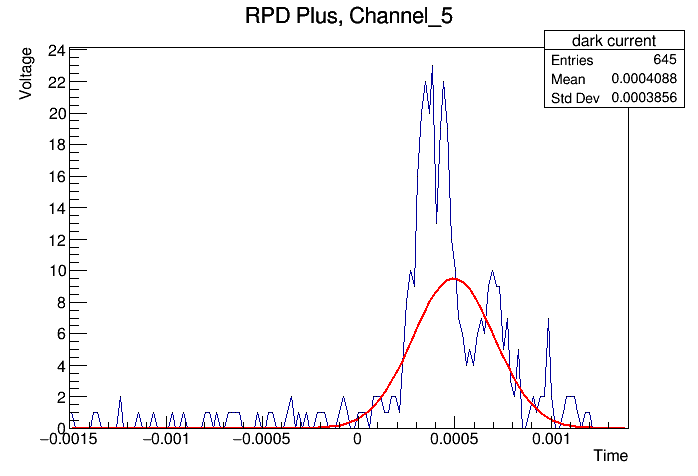 RPD Plus, Channel_5
dark current
Entries 645
Mean 0.0004088
Std Dev 0.0003856
Voltage
24
22
20
18
16
14
12
10
8
6
4
2
0
−0.0015 −0.001 −0.0005 0 0.0005 0.001
Time